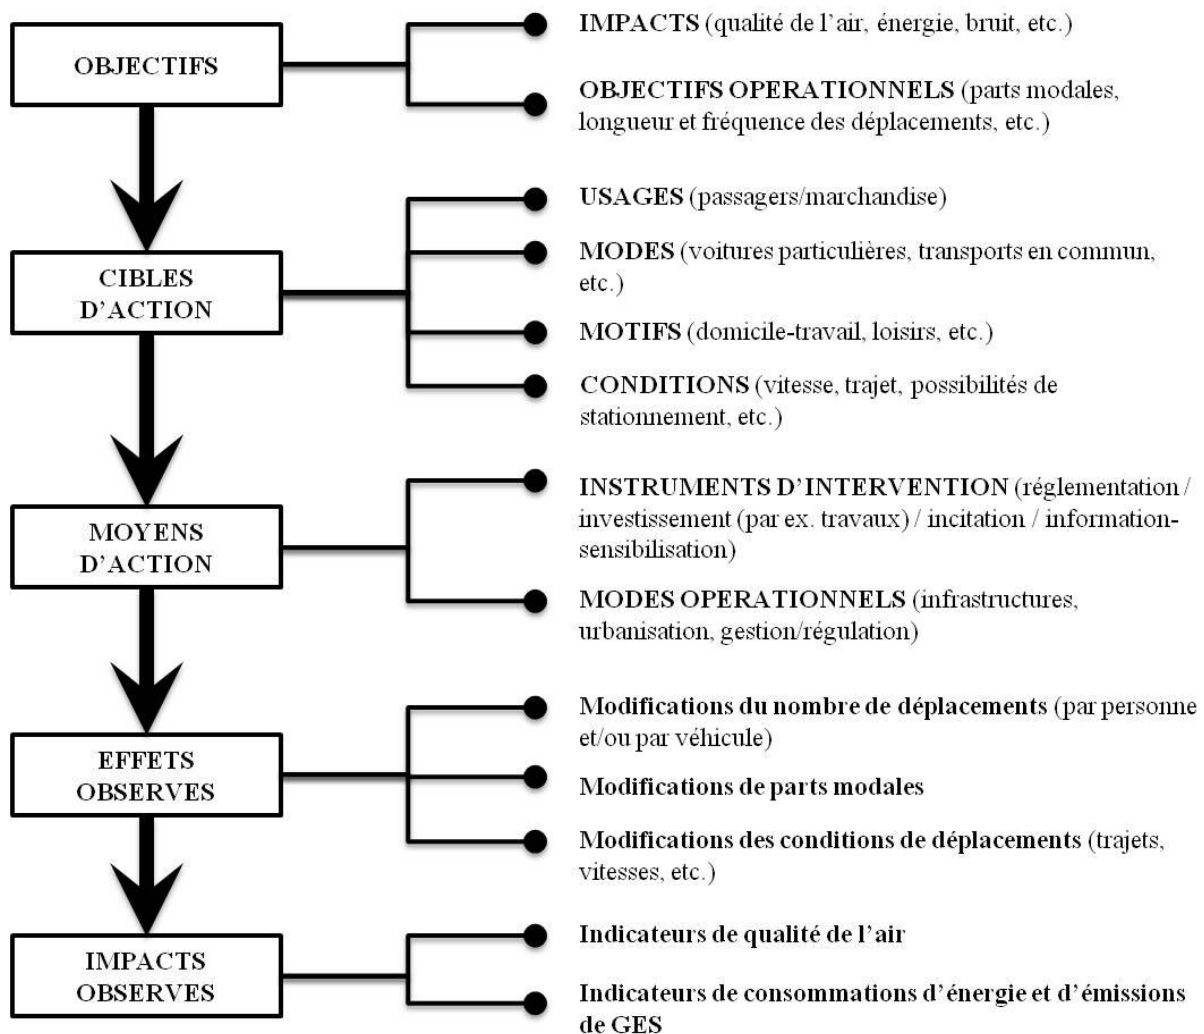 OBJECTIFS
IMPACTS (qualité de l'air, énergie, bruit, etc.)
OBJECTIFS OPERATIONNELS (parts modales,
longueur et fréquence des déplacements, etc.)
CIBLES
D'ACTION
USAGES (passagers/marchandise)
MODES (voitures particulières, transports en commun,
etc.)
MOTIFS (domicile-travail, loisirs, etc.)
CONDITIONS (vitesse, trajet, possibilités de
stationnement, etc.)
MOYENS
D'ACTION
INSTRUMENTS D'INTERVENTION (réglementation /
investissement (par ex. travaux) / incitation / information-
sensibilisation)
MODES OPERATIONNELS (infrastructures,
urbanisation, gestion/régulation)
EFFETS
OBSERVES
Modifications du nombre de déplacements (par personne
et/ou par véhicule)
Modifications de parts modales
Modifications des conditions de déplacements (trajets,
vitesses, etc.)
IMPACTS
OBSERVES
Indicateurs de qualité de l'air
Indicateurs de consommations d'énergie et d'émissions
de GES